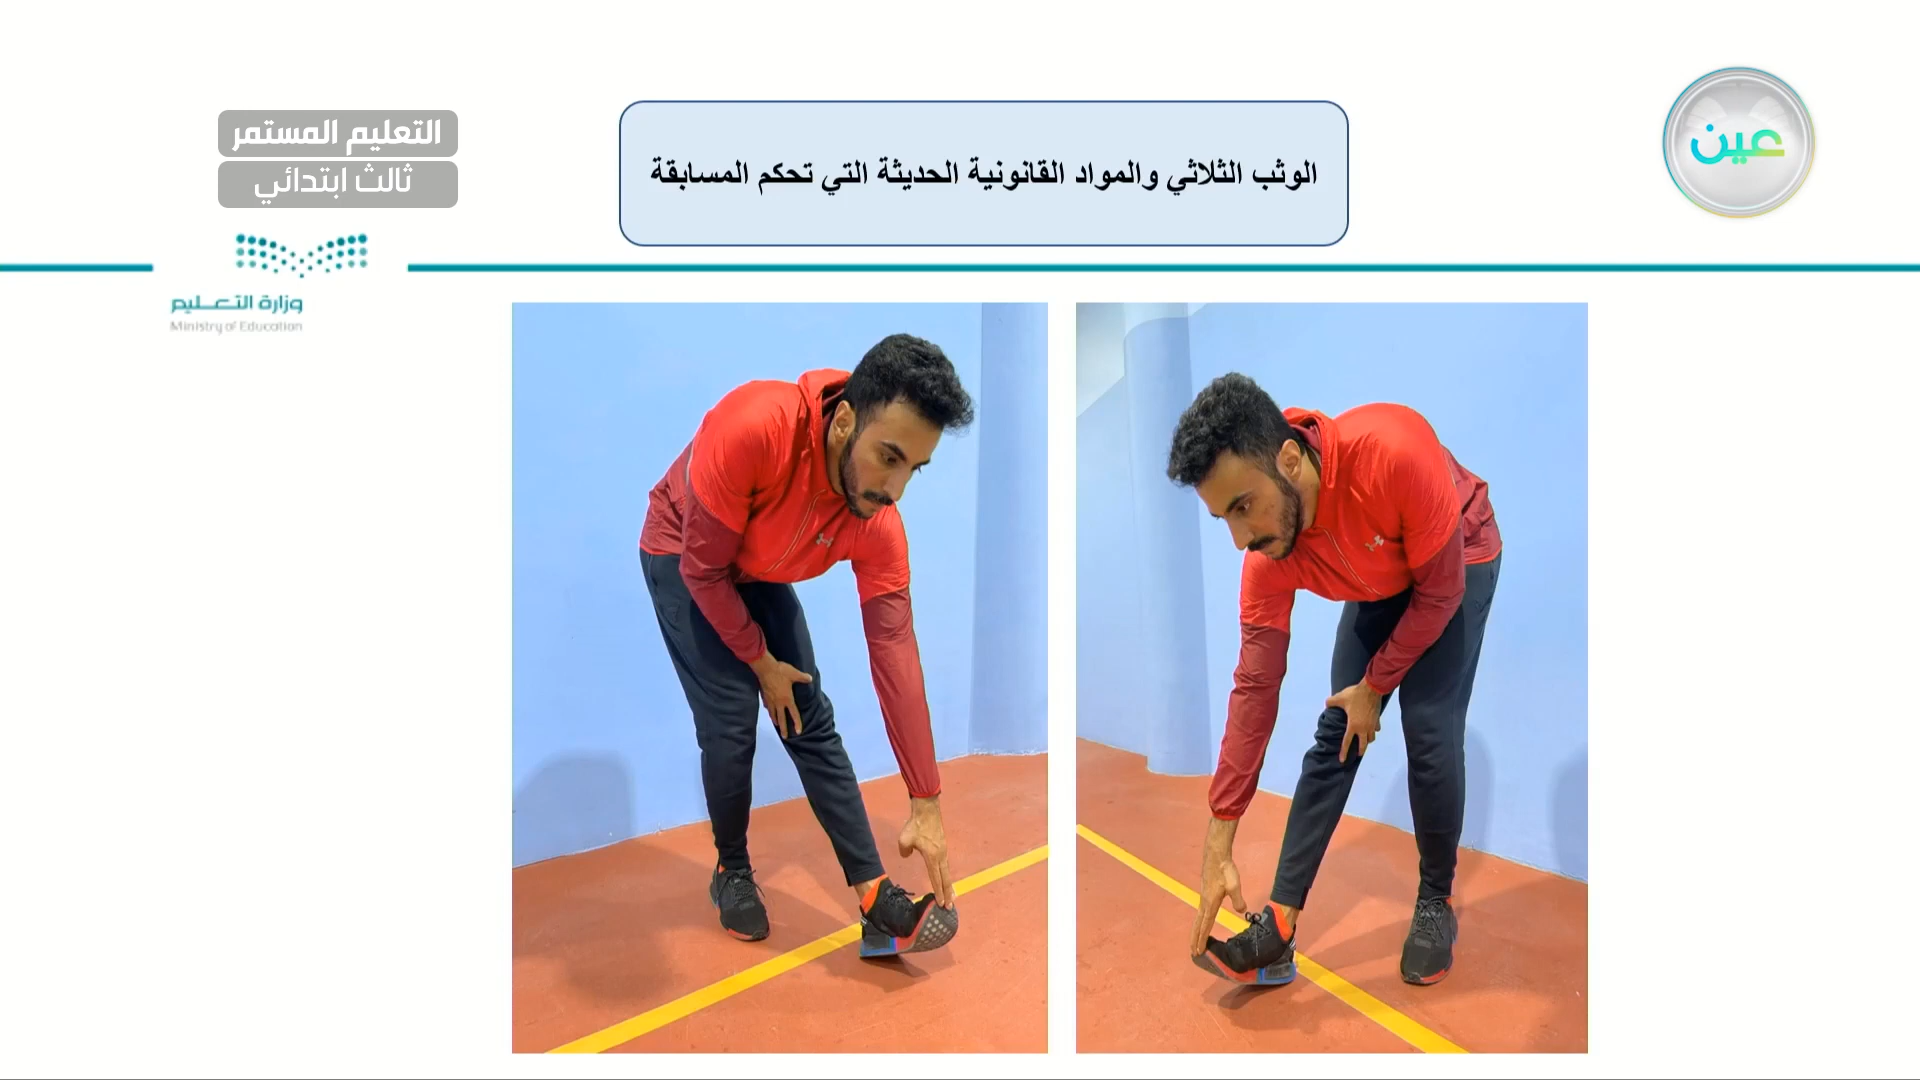 الوثب الثلاثي والمواد القانونية الحديثة التي تحكم المسابقة
عين
التعليم المستمر
ثالث ابتدائي
وزارة التعليم
Ministry of Education